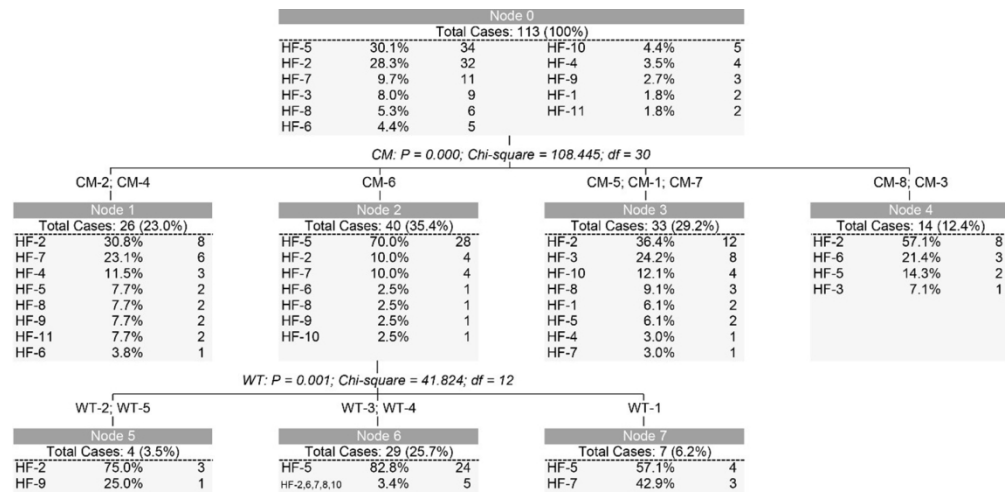 Node 0
Total Cases: 113 (100%)
HF-5 30.1% 34 HF-10 4.4% 5
HF-2 28.3% 32 HF-4 3.5% 4
HF-7 9.7% 11 HF-9 2.7% 3
HF-3 8.0% 9 HF-1 1.8% 2
HF-8 5.3% 6 HF-11 1.8% 2
HF-6 4.4% 5
CM: P = 0.000; Chi-square = 108.445; df = 30
CM-2; CM-4
Node 1
Total Cases: 26 (23.0%)
HF-2 30.8% 8
HF-7 23.1% 6
HF-4 11.5% 3
HF-5 7.7% 2
HF-8 7.7% 2
HF-9 7.7% 2
HF-11 7.7% 2
HF-6 3.8% 1
CM-6
Node 2
Total Cases: 40 (35.4%)
HF-5 70.0% 28
HF-2 10.0% 4
HF-7 10.0% 4
HF-6 2.5% 1
HF-8 2.5% 1
HF-9 2.5% 1
HF-10 2.5% 1
CM-5; CM-1; CM-7
Node 3
Total Cases: 33 (29.2%)
HF-2 36.4% 12
HF-3 24.2% 8
HF-10 12.1% 4
HF-8 9.1% 3
HF-1 6.1% 2
HF-5 6.1% 2
HF-4 3.0% 1
HF-7 3.0% 1
CM-8; CM-3
Node 4
Total Cases: 14 (12.4%)
HF-2 57.1% 8
HF-6 21.4% 3
HF-5 14.3% 2
HF-3 7.1% 1
WT: P = 0.001; Chi-square = 41.824; df = 12
WT-2; WT-5
Node 5
Total Cases: 4 (3.5%)
HF-2 75.0% 3
HF-9 25.0% 1
WT-3; WT-4
Node 6
Total Cases: 29 (25.7%)
HF-5 82.8% 24
HF-2,6,7,8,10 3.4% 5
WT-1
Node 7
Total Cases: 7 (6.2%)
HF-5 57.1% 4
HF-7 42.9% 3